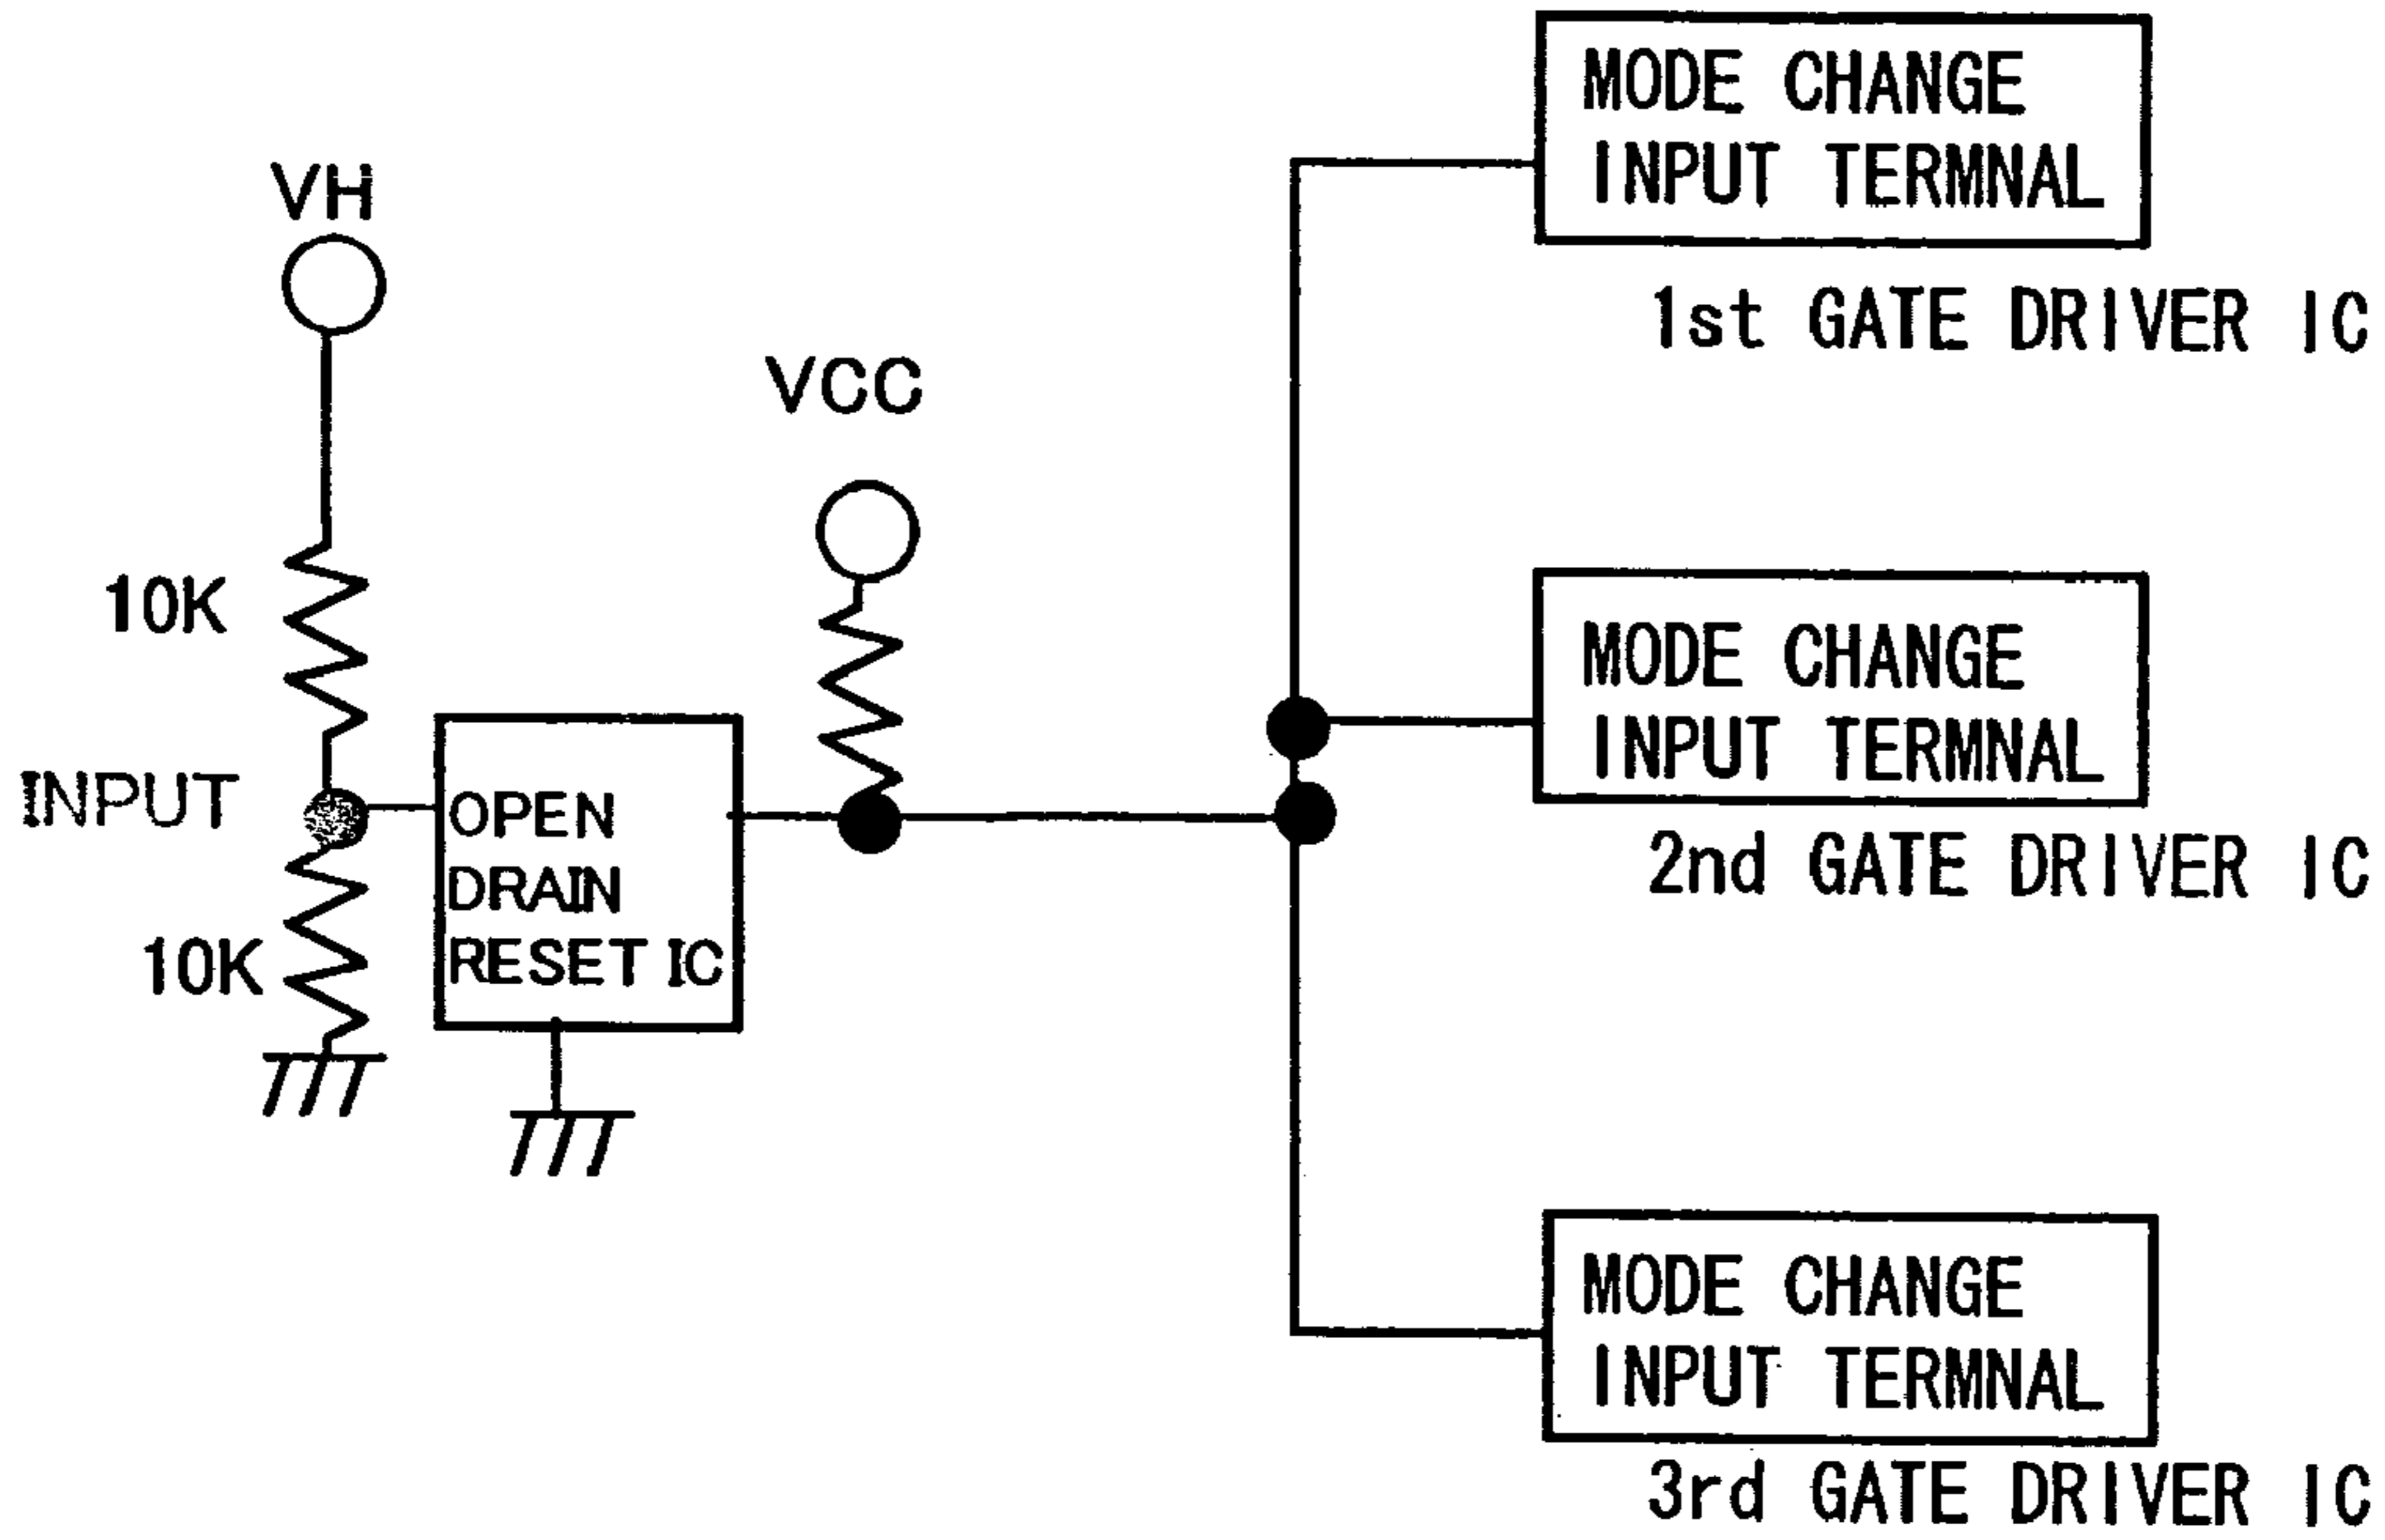 MODE CHANGE
INPUT TERMNAL
1st GATE DRIVER IC
VH
VCC
10K
MODE CHANGE
INPUT TERMNAL
2nd GATE DRIVER IC
INPUT
OPEN
DRAIN
RESET IC
10K
MODE CHANGE
INPUT TERMNAL
3rd GATE DRIVER IC